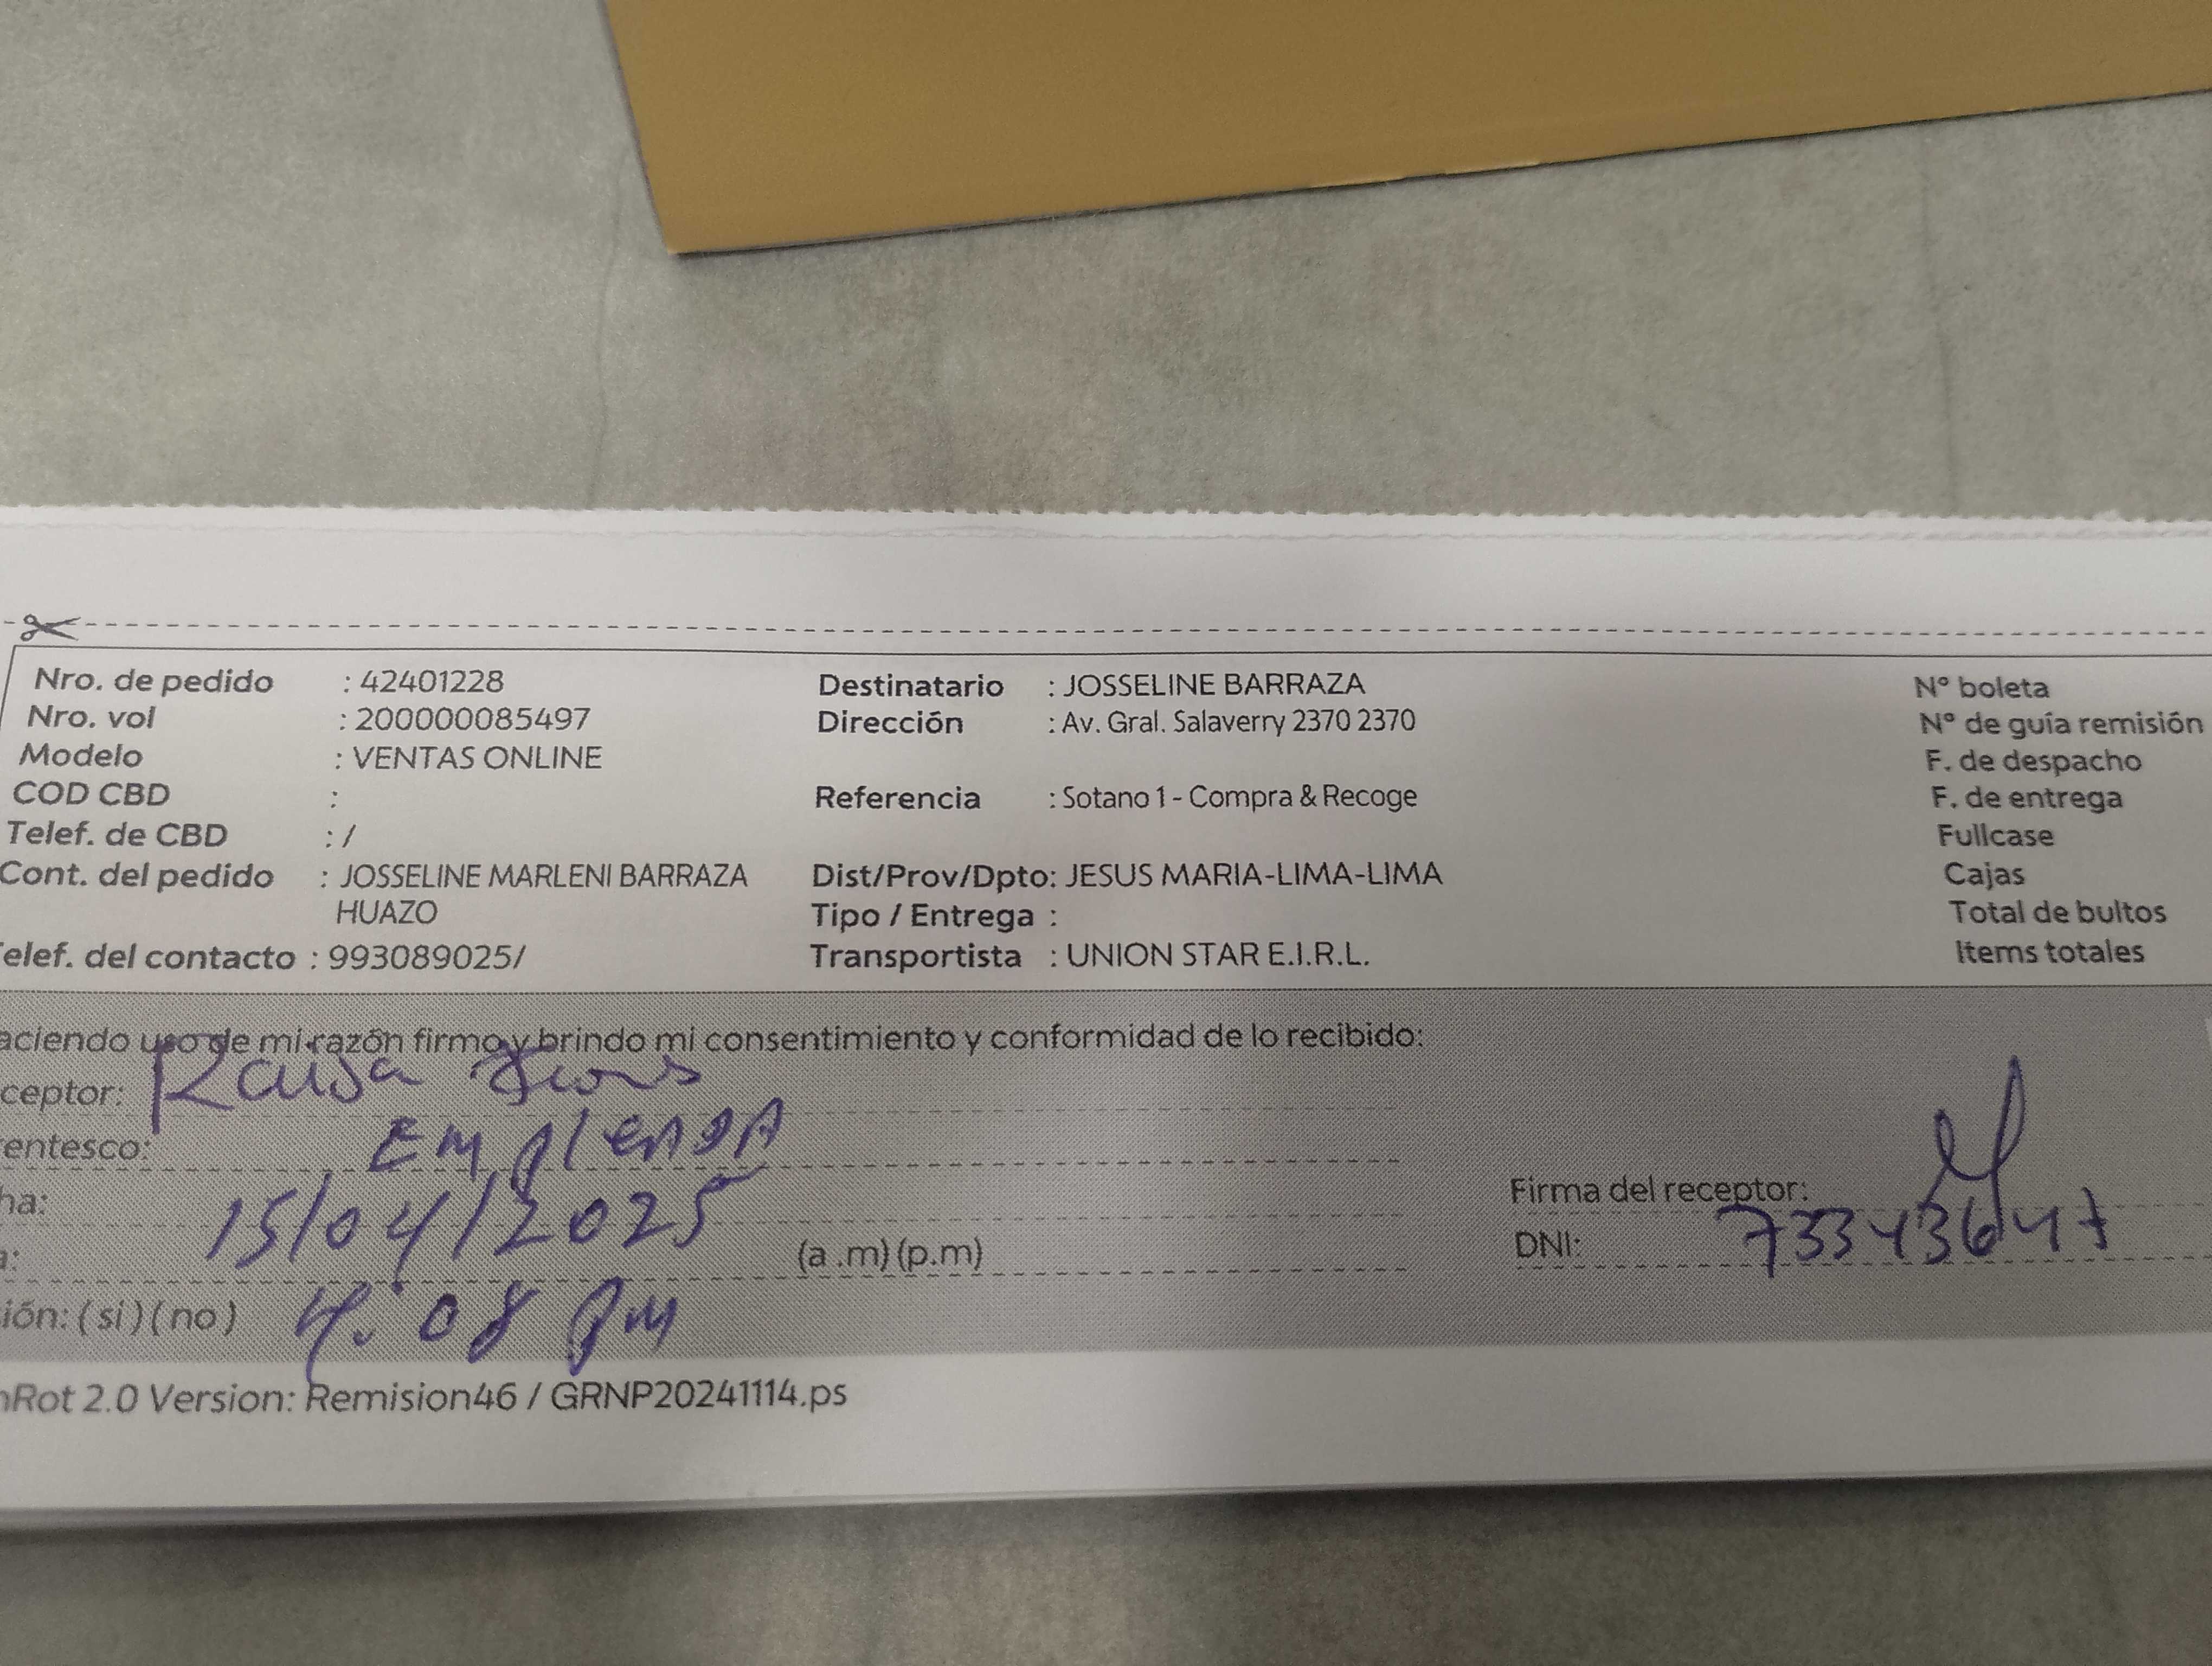 Nro. de pedido : 42401228 Destinatario : JOSSELINE BARRAZA Nº boleta
Nro. vol : 200000085497 Dirección : Av. Gral. Salaverry 2370 2370 Nº de guía remisión
Modelo : VENTAS ONLINE F. de despacho
COD CBD : Referencia : Sotano 1 - Compra & Recoge F. de entrega
Telef. de CBD : / Fullcase
Cont. del pedido : JOSSELINE MARLENI BARRAZA Dist/Prov/Dpto: JESUS MARIA-LIMA-LIMA Cajas
HUAZO Tipo / Entrega : Total de bultos
elef. del contacto : 993089025/ Transportista : UNION STAR E.I.R.L. Items totales
aciendo uso de mi razón firmo y brindo mi consentimiento y conformidad de lo recibido:
ceptor:
entesco:
ha: 15/04/2025 Firma del receptor:
a: (a .m) (p.m) DNI: 73343647
ión: ( si ) ( no ) 4:08 pm
nRot 2.0 Version: Remision46 / GRNP20241114.ps